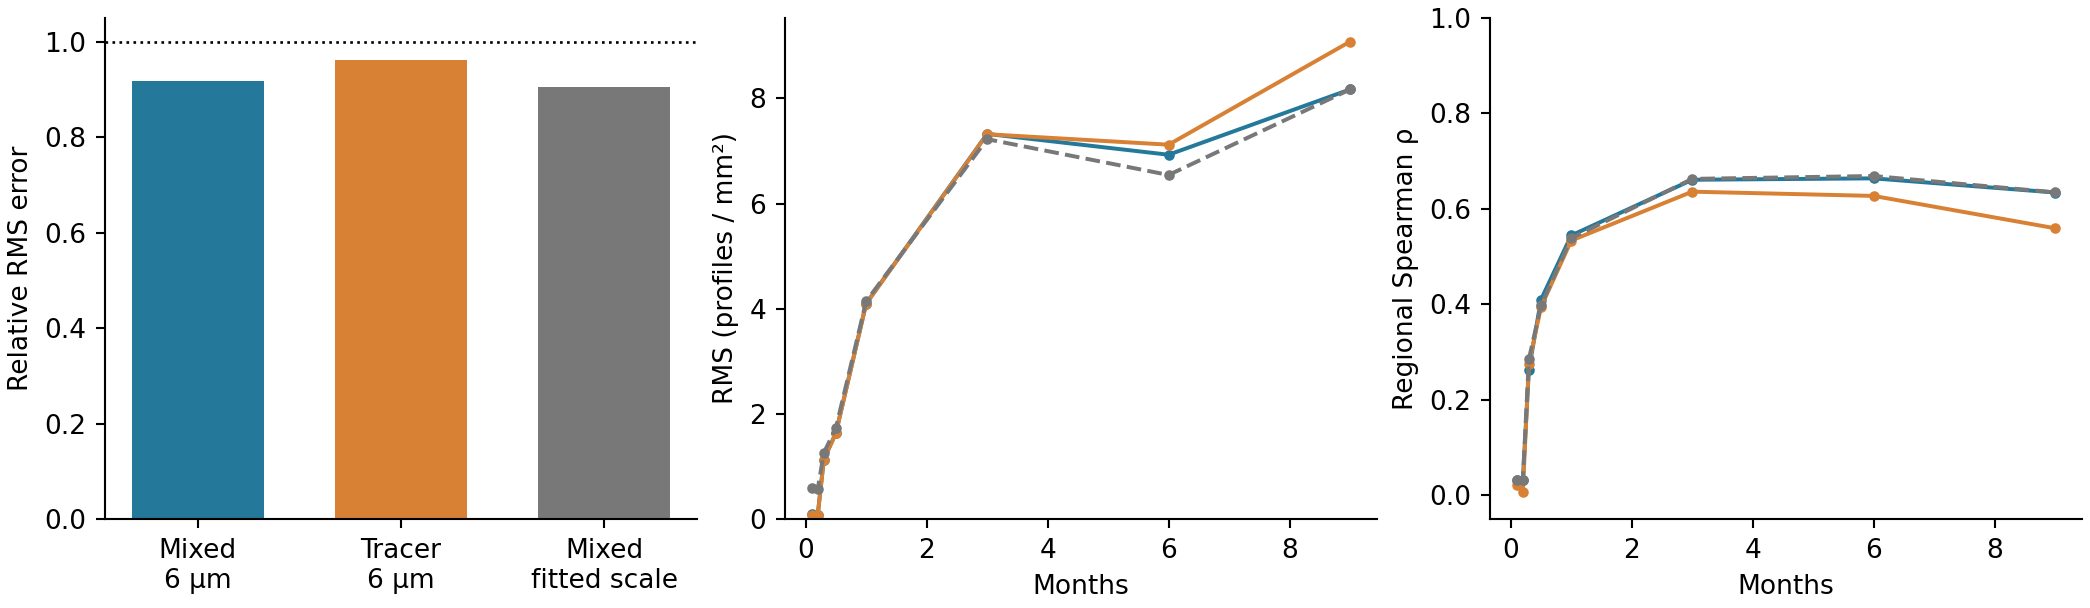 Relative RMS error
1.0
0.8
0.6
0.4
0.2
0.0
Mixed
6 µm
Tracer
6 µm
Mixed
fitted scale
RMS (profiles / mm²)
8
6
4
2
0
0 2 4 6 8
Months
Regional Spearman ρ
1.0
0.8
0.6
0.4
0.2
0.0
0 2 4 6 8
Months